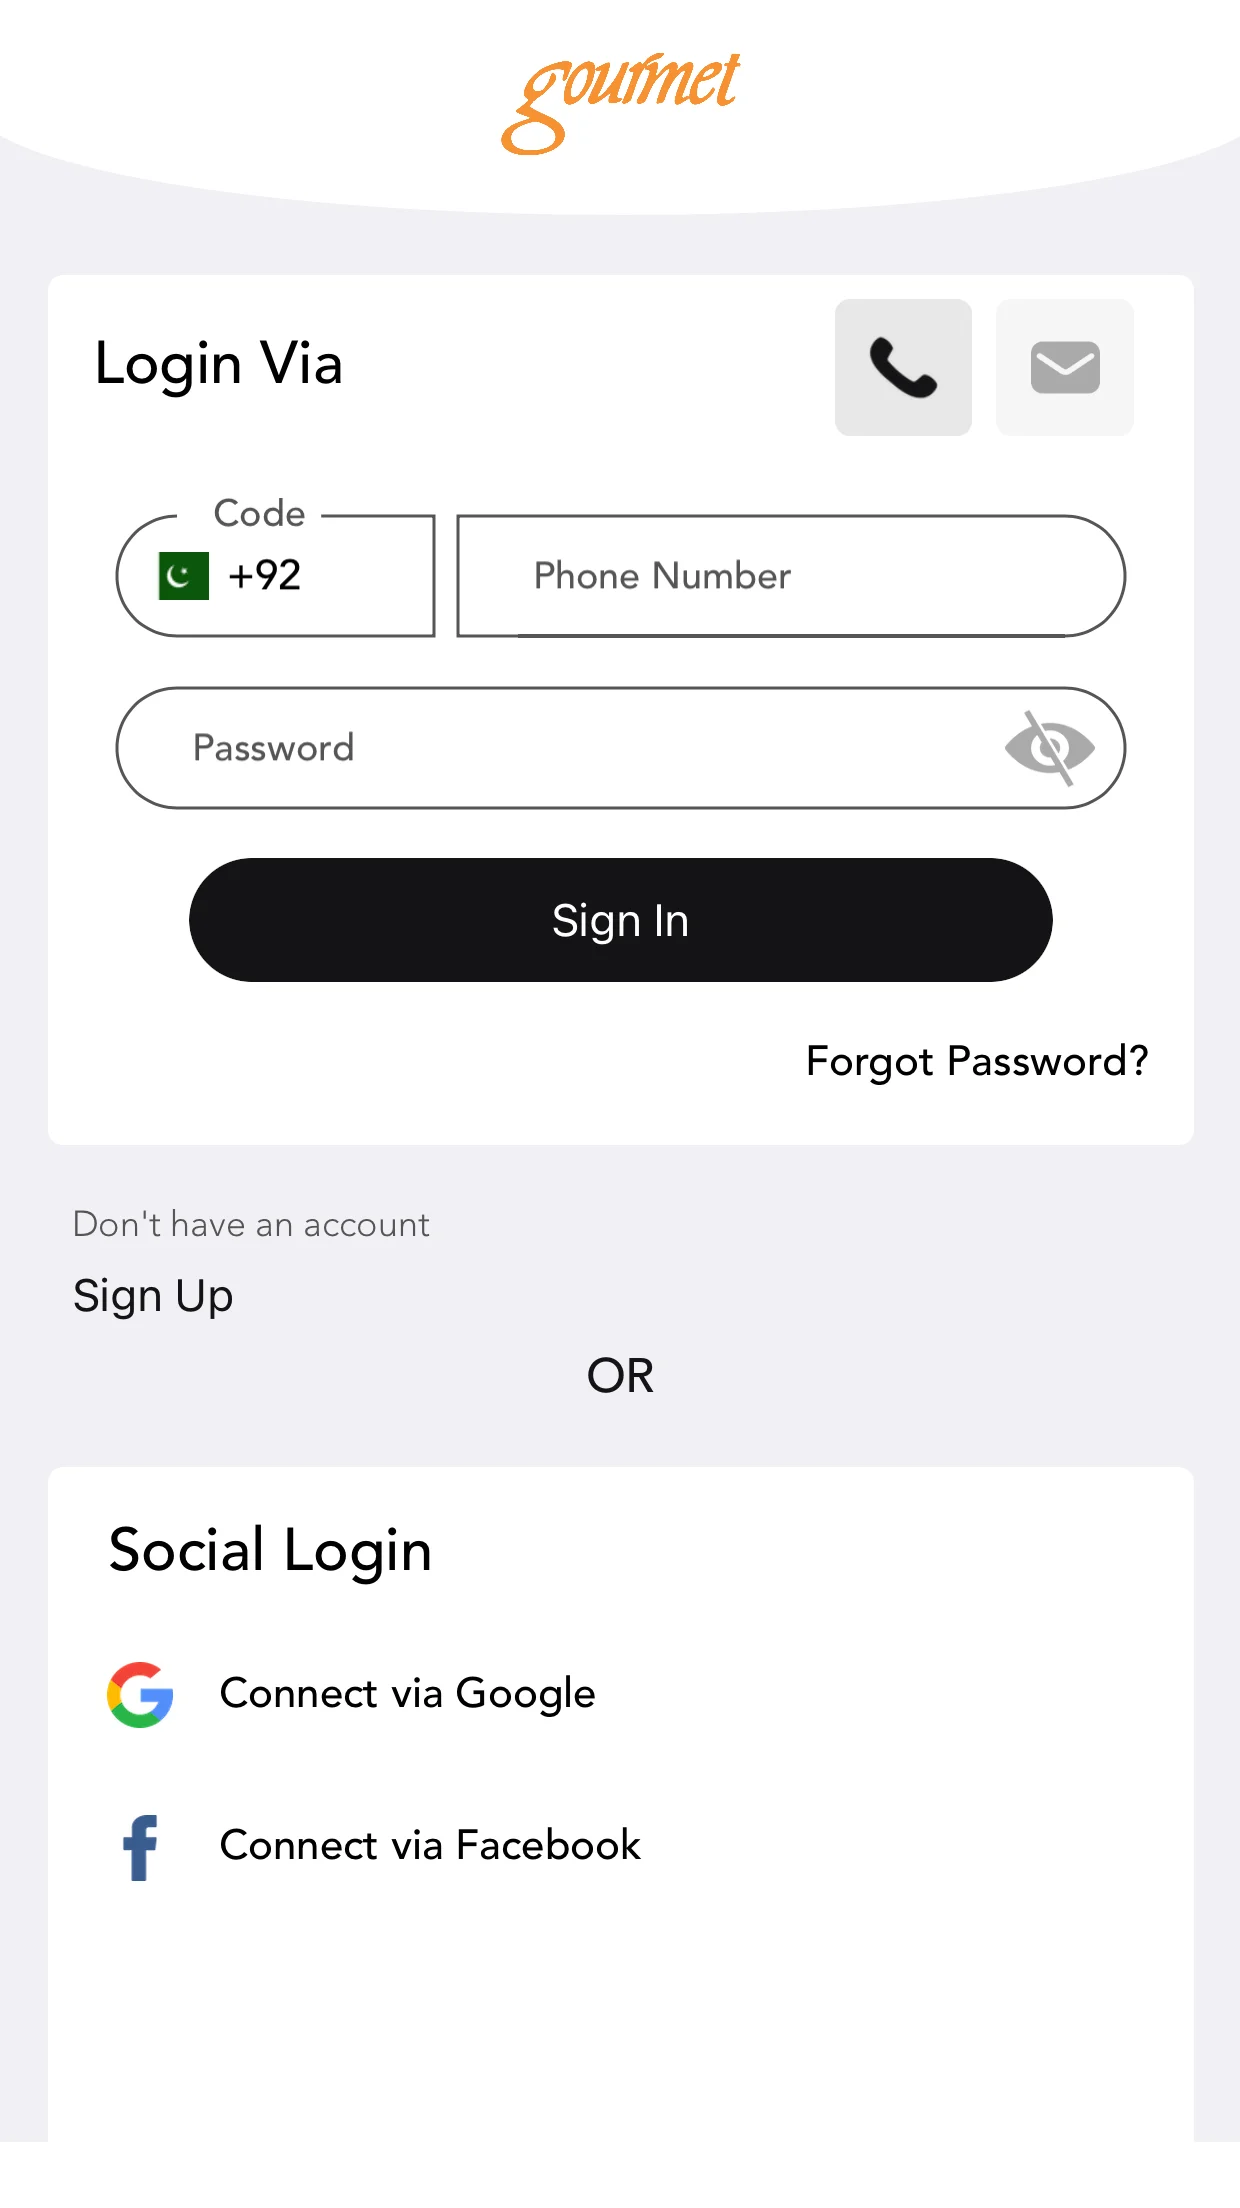 gourmet
Login Via
Code
+92
Phone Number
Password
Sign In
Forgot Password?
Don't have an account
Sign Up
OR
Social Login
Connect via Google
Connect via Facebook